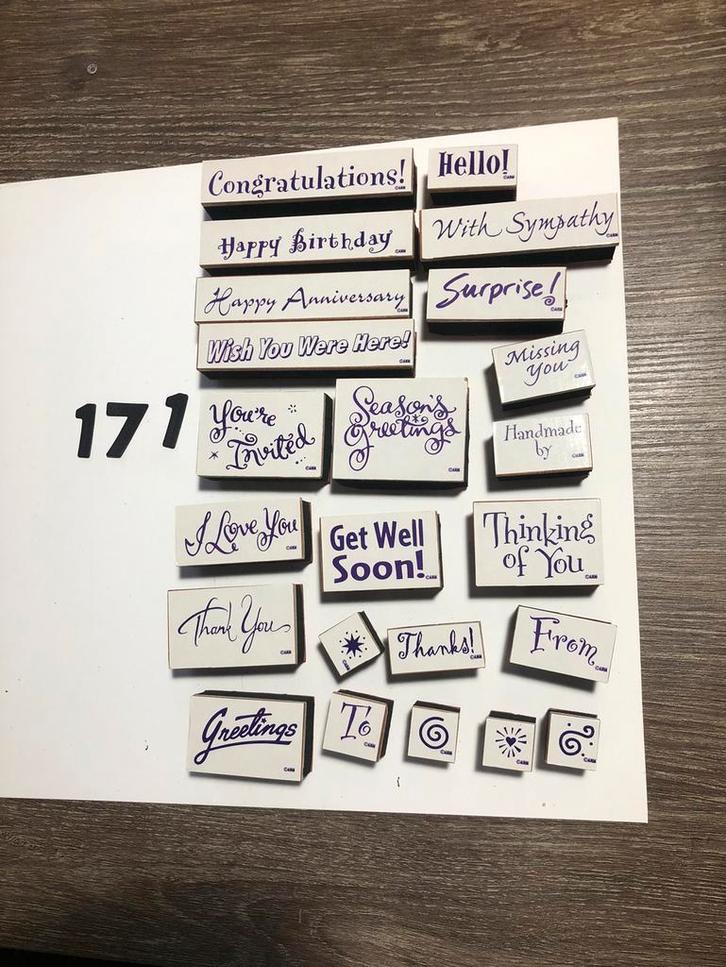 Congratulations!
Hello!
Happy Birthday
With Sympathy
Happy Anniversary
Surprise!
Wish You Were Here!
Missing
You
171
You're
Invited
Season's
Greetings
Handmade
by
I Love You
Get Well
Soon!
Thinking
of You
Thank You
Thanks!
From
Greetings
To